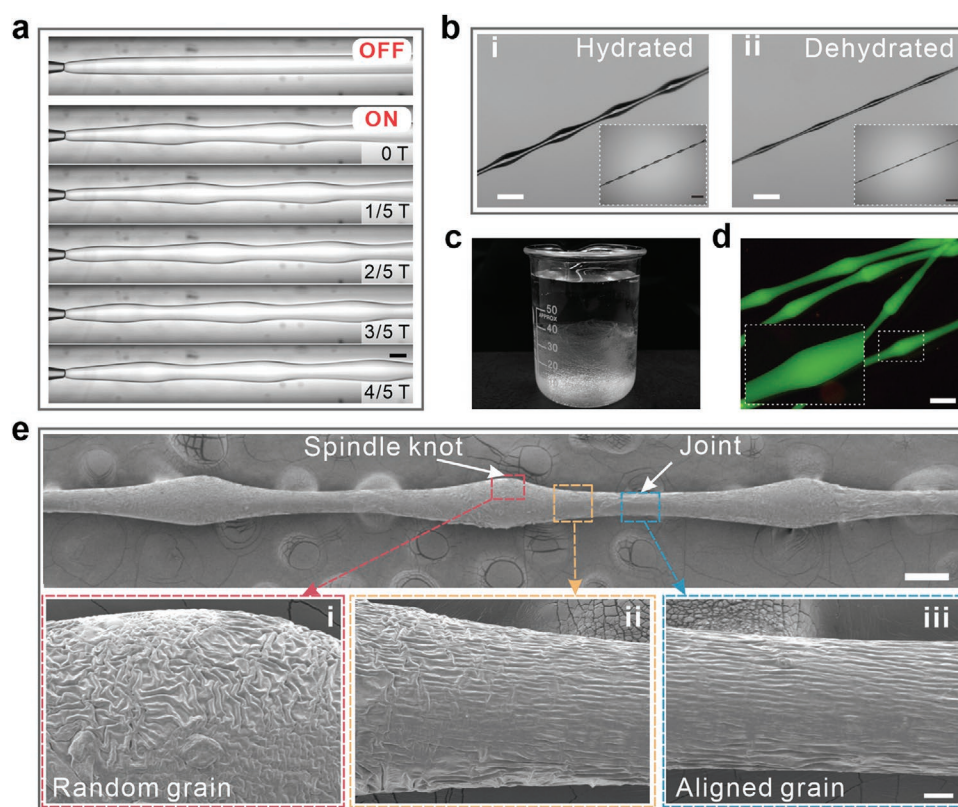 a
OFF
ON
0 T
1/5 T
2/5 T
3/5 T
4/5 T
b
i
Hydrated
ii
Dehydrated
c
50
APPROX
40
30
20
d
e
Spindle knot
Joint
i
Random grain
ii
iii
Aligned grain